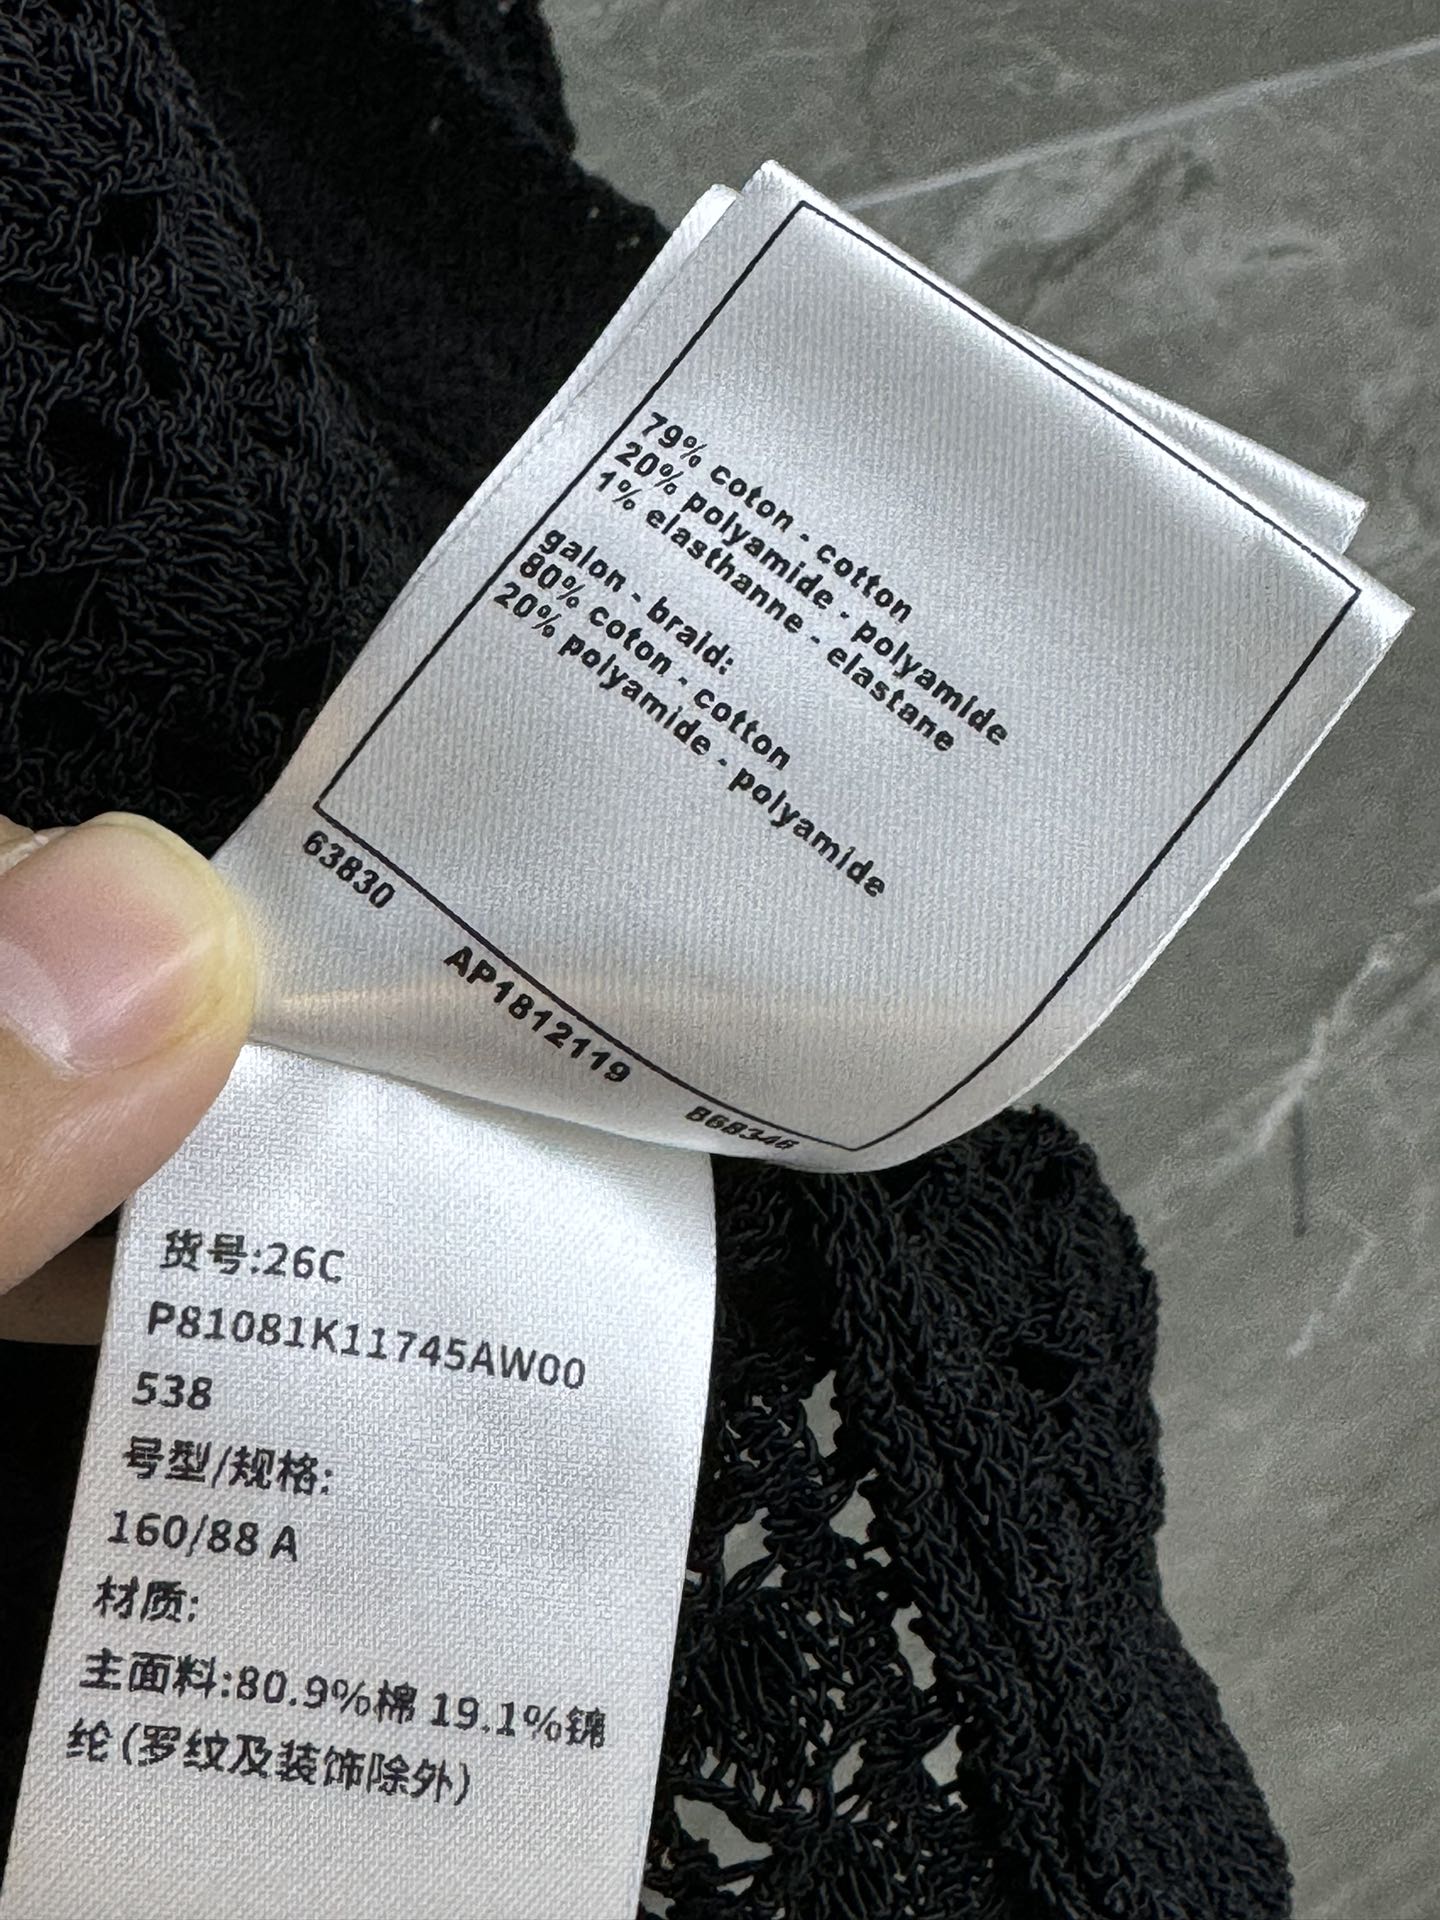 79% coton - cotton
20% polyamide - polyamide
1% elasthanne - elastane
galon - braid:
80% coton - cotton
20% polyamide - polyamide
63830 AP1812119 868346
货号:26C
P81081K11745AW00
538
号型/规格:
160/88 A
材质:
主面料:80.9%棉 19.1%锦
纶(罗纹及装饰除外)